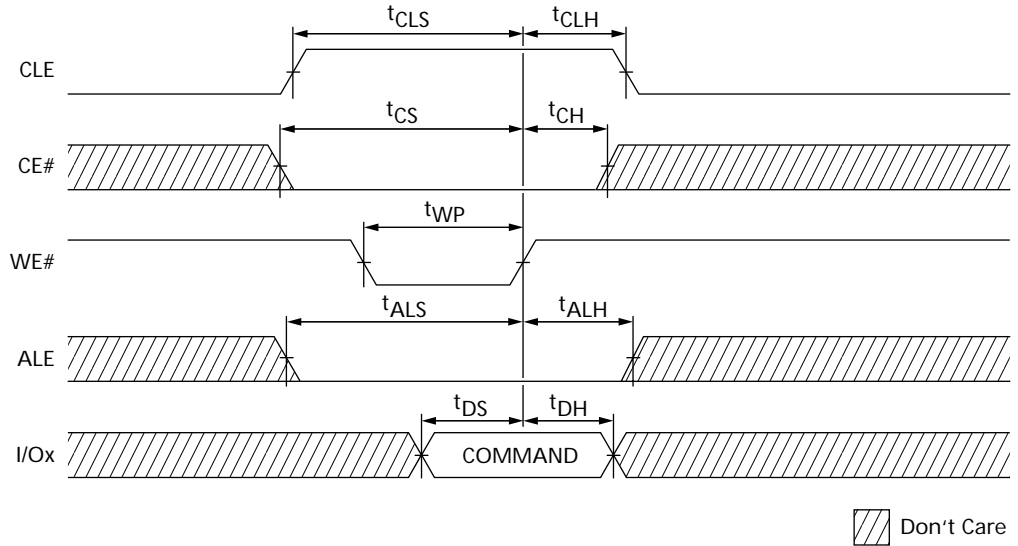 tCLS tCLH
CLE
tCS tCH
CE#
tWP
WE#
tALS tALH
ALE
tDS tDH
I/Ox COMMAND
Don‘t Care